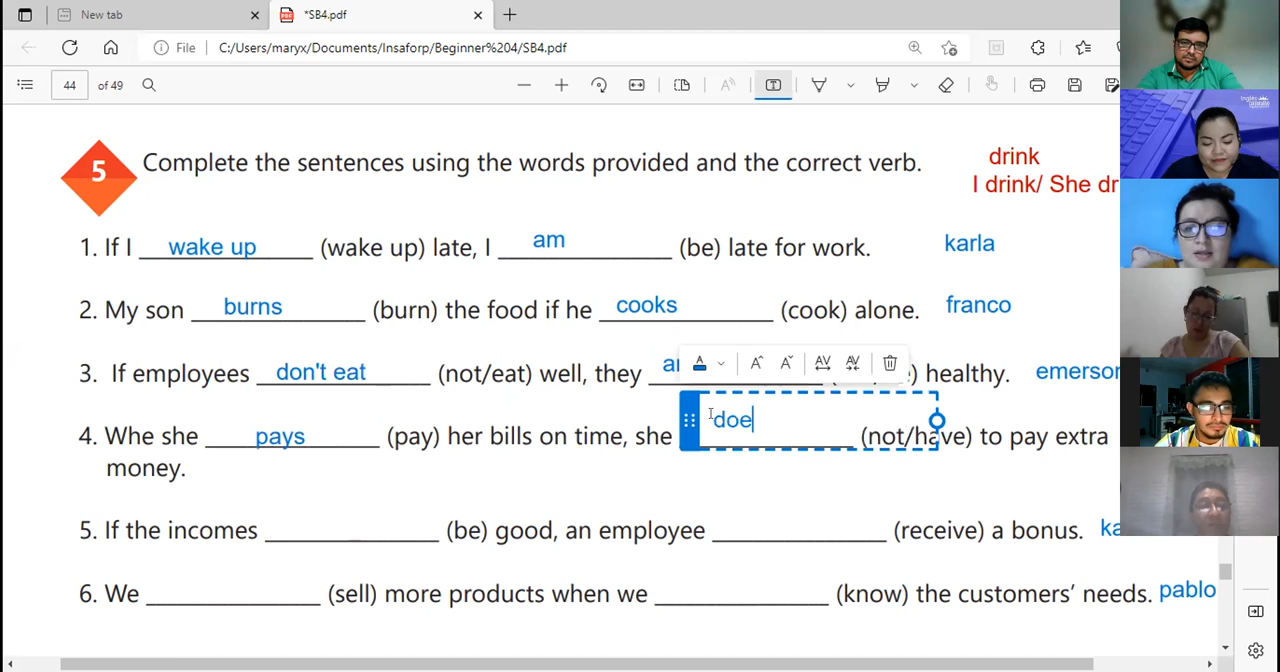 New tab
*SB4.pdf
File C:/Users/maryx/Documents/Insaforp/Beginner%204/SB4.pdf
44 of 49
5 Complete the sentences using the words provided and the correct verb.
drink
I drink/ She dr
1. If I wake up (wake up) late, I am (be) late for work. karla
2. My son burns (burn) the food if he cooks (cook) alone. franco
3. If employees don't eat (not/eat) well, they healthy. emerson
4. Whe she pays (pay) her bills on time, she doe (not/have) to pay extra
money.
5. If the incomes (be) good, an employee (receive) a bonus. ka
6. We (sell) more products when we (know) the customers' needs. pablo